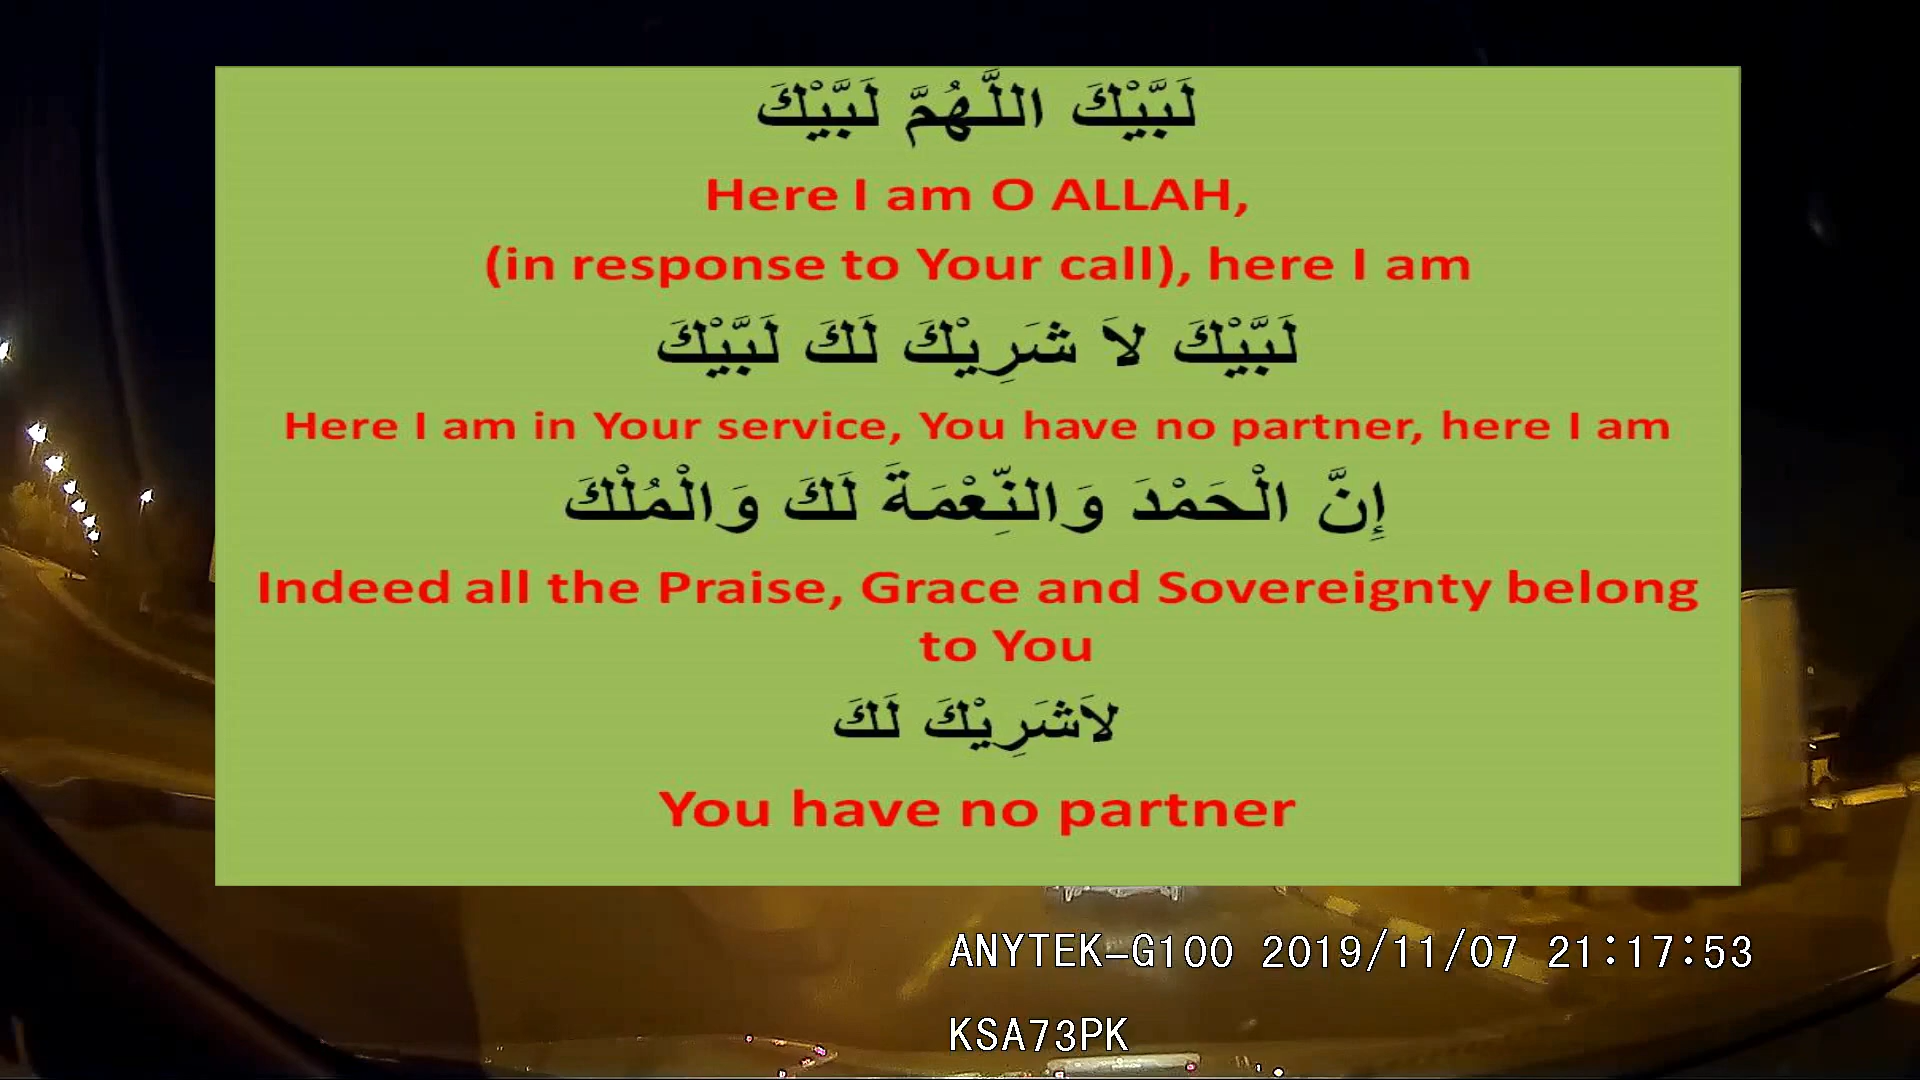 لَبَّيْكَ اللَّهُمَّ لَبَّيْكَ
Here I am O ALLAH,
(in response to Your call), here I am
لَبَّيْكَ لاَ شَرِيْكَ لَكَ لَبَّيْكَ
Here I am in Your service, You have no partner, here I am
إِنَّ الْحَمْدَ وَالنِّعْمَةَ لَكَ وَالْمُلْكَ
Indeed all the Praise, Grace and Sovereignty belong
to You
لاَشَرِيْكَ لَكَ
You have no partner
ANYTEK-G100 2019/11/07 21:17:53
KSA73PK